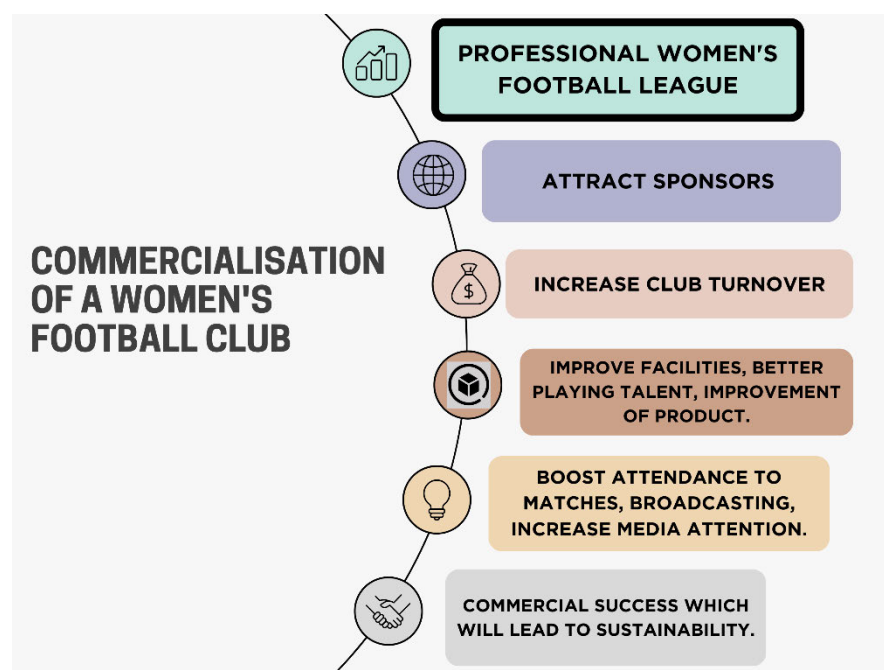 PROFESSIONAL WOMEN'S
FOOTBALL LEAGUE
ATTRACT SPONSORS
COMMERCIALISATION
OF A WOMEN'S
FOOTBALL CLUB
$
INCREASE CLUB TURNOVER
IMPROVE FACILITIES, BETTER
PLAYING TALENT, IMPROVEMENT
OF PRODUCT.
BOOST ATTENDANCE TO
MATCHES, BROADCASTING,
INCREASE MEDIA ATTENTION.
COMMERCIAL SUCCESS WHICH
WILL LEAD TO SUSTAINABILITY.